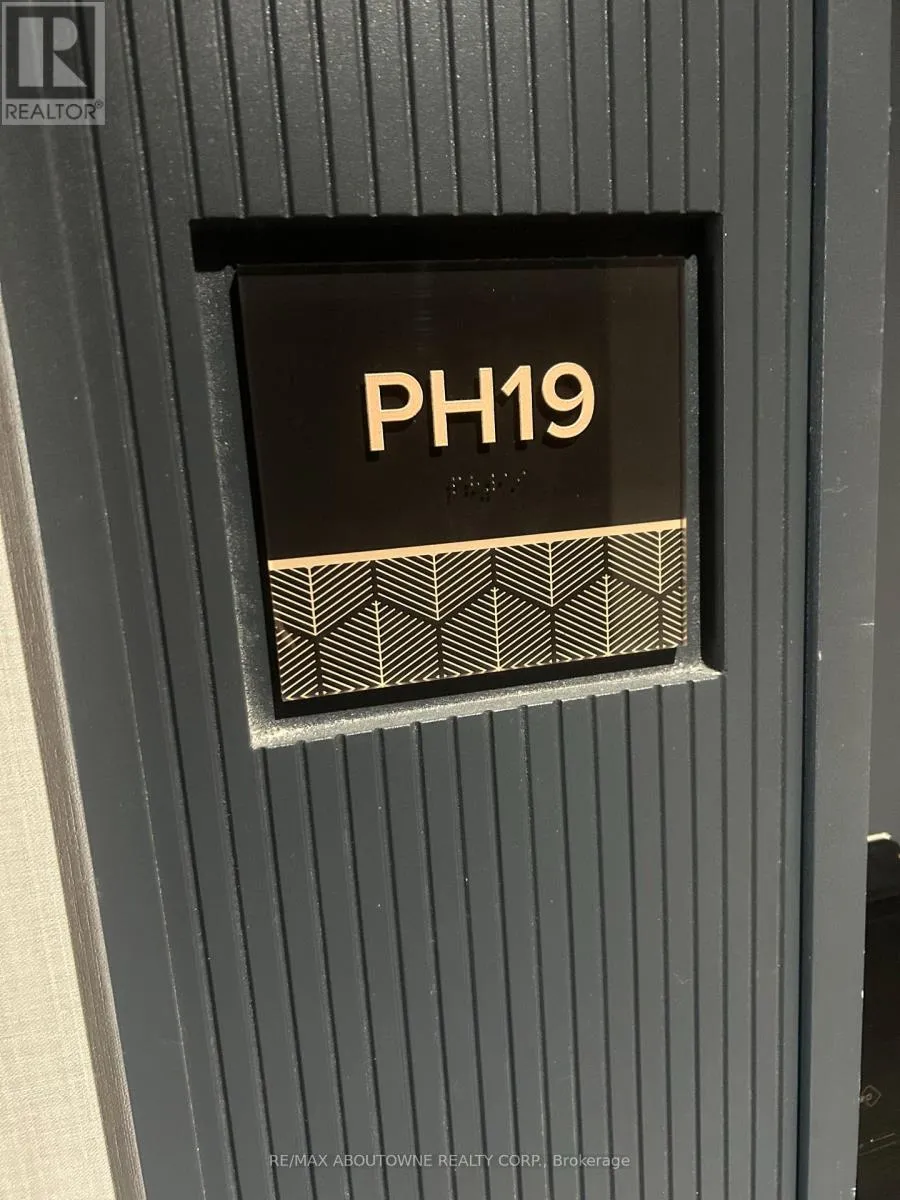 R
REALTOR®
PH19
RE/MAX ABOUTOWNE REALTY CORP., Brokerage